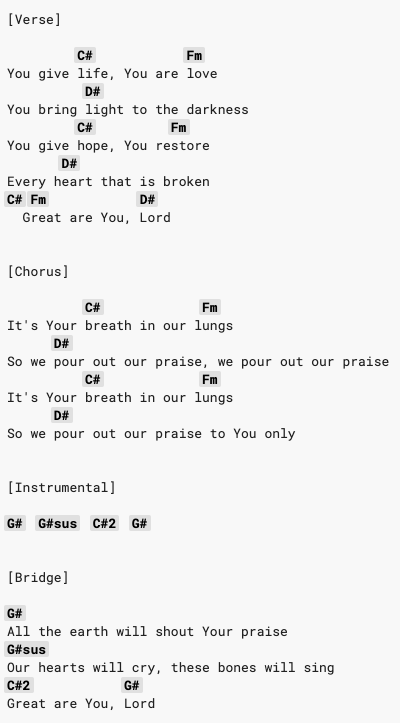 [Verse]
C# Fm
You give life, You are love
D#
You bring light to the darkness
C# Fm
You give hope, You restore
D#
Every heart that is broken
C# Fm D#
Great are You, Lord
[Chorus]
C# Fm
It's Your breath in our lungs
D#
So we pour out our praise, we pour out our praise
C# Fm
It's Your breath in our lungs
D#
So we pour out our praise to You only
[Instrumental]
G# G#sus C#2 G#
[Bridge]
G#
All the earth will shout Your praise
G#sus
Our hearts will cry, these bones will sing
C#2 G#
Great are You, Lord